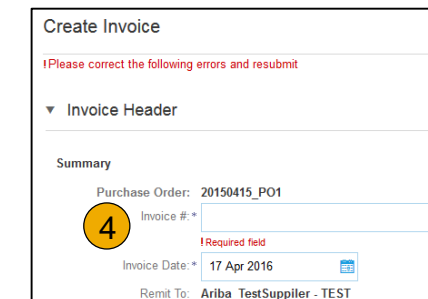 Create Invoice
!Please correct the following errors and resubmit
▼ Invoice Header
Summary
Purchase Order: 20150415_PO1
Invoice #:*
4
!Required field
Invoice Date:* 17 Apr 2016
Remit To: Ariba_TestSuppiler - TEST